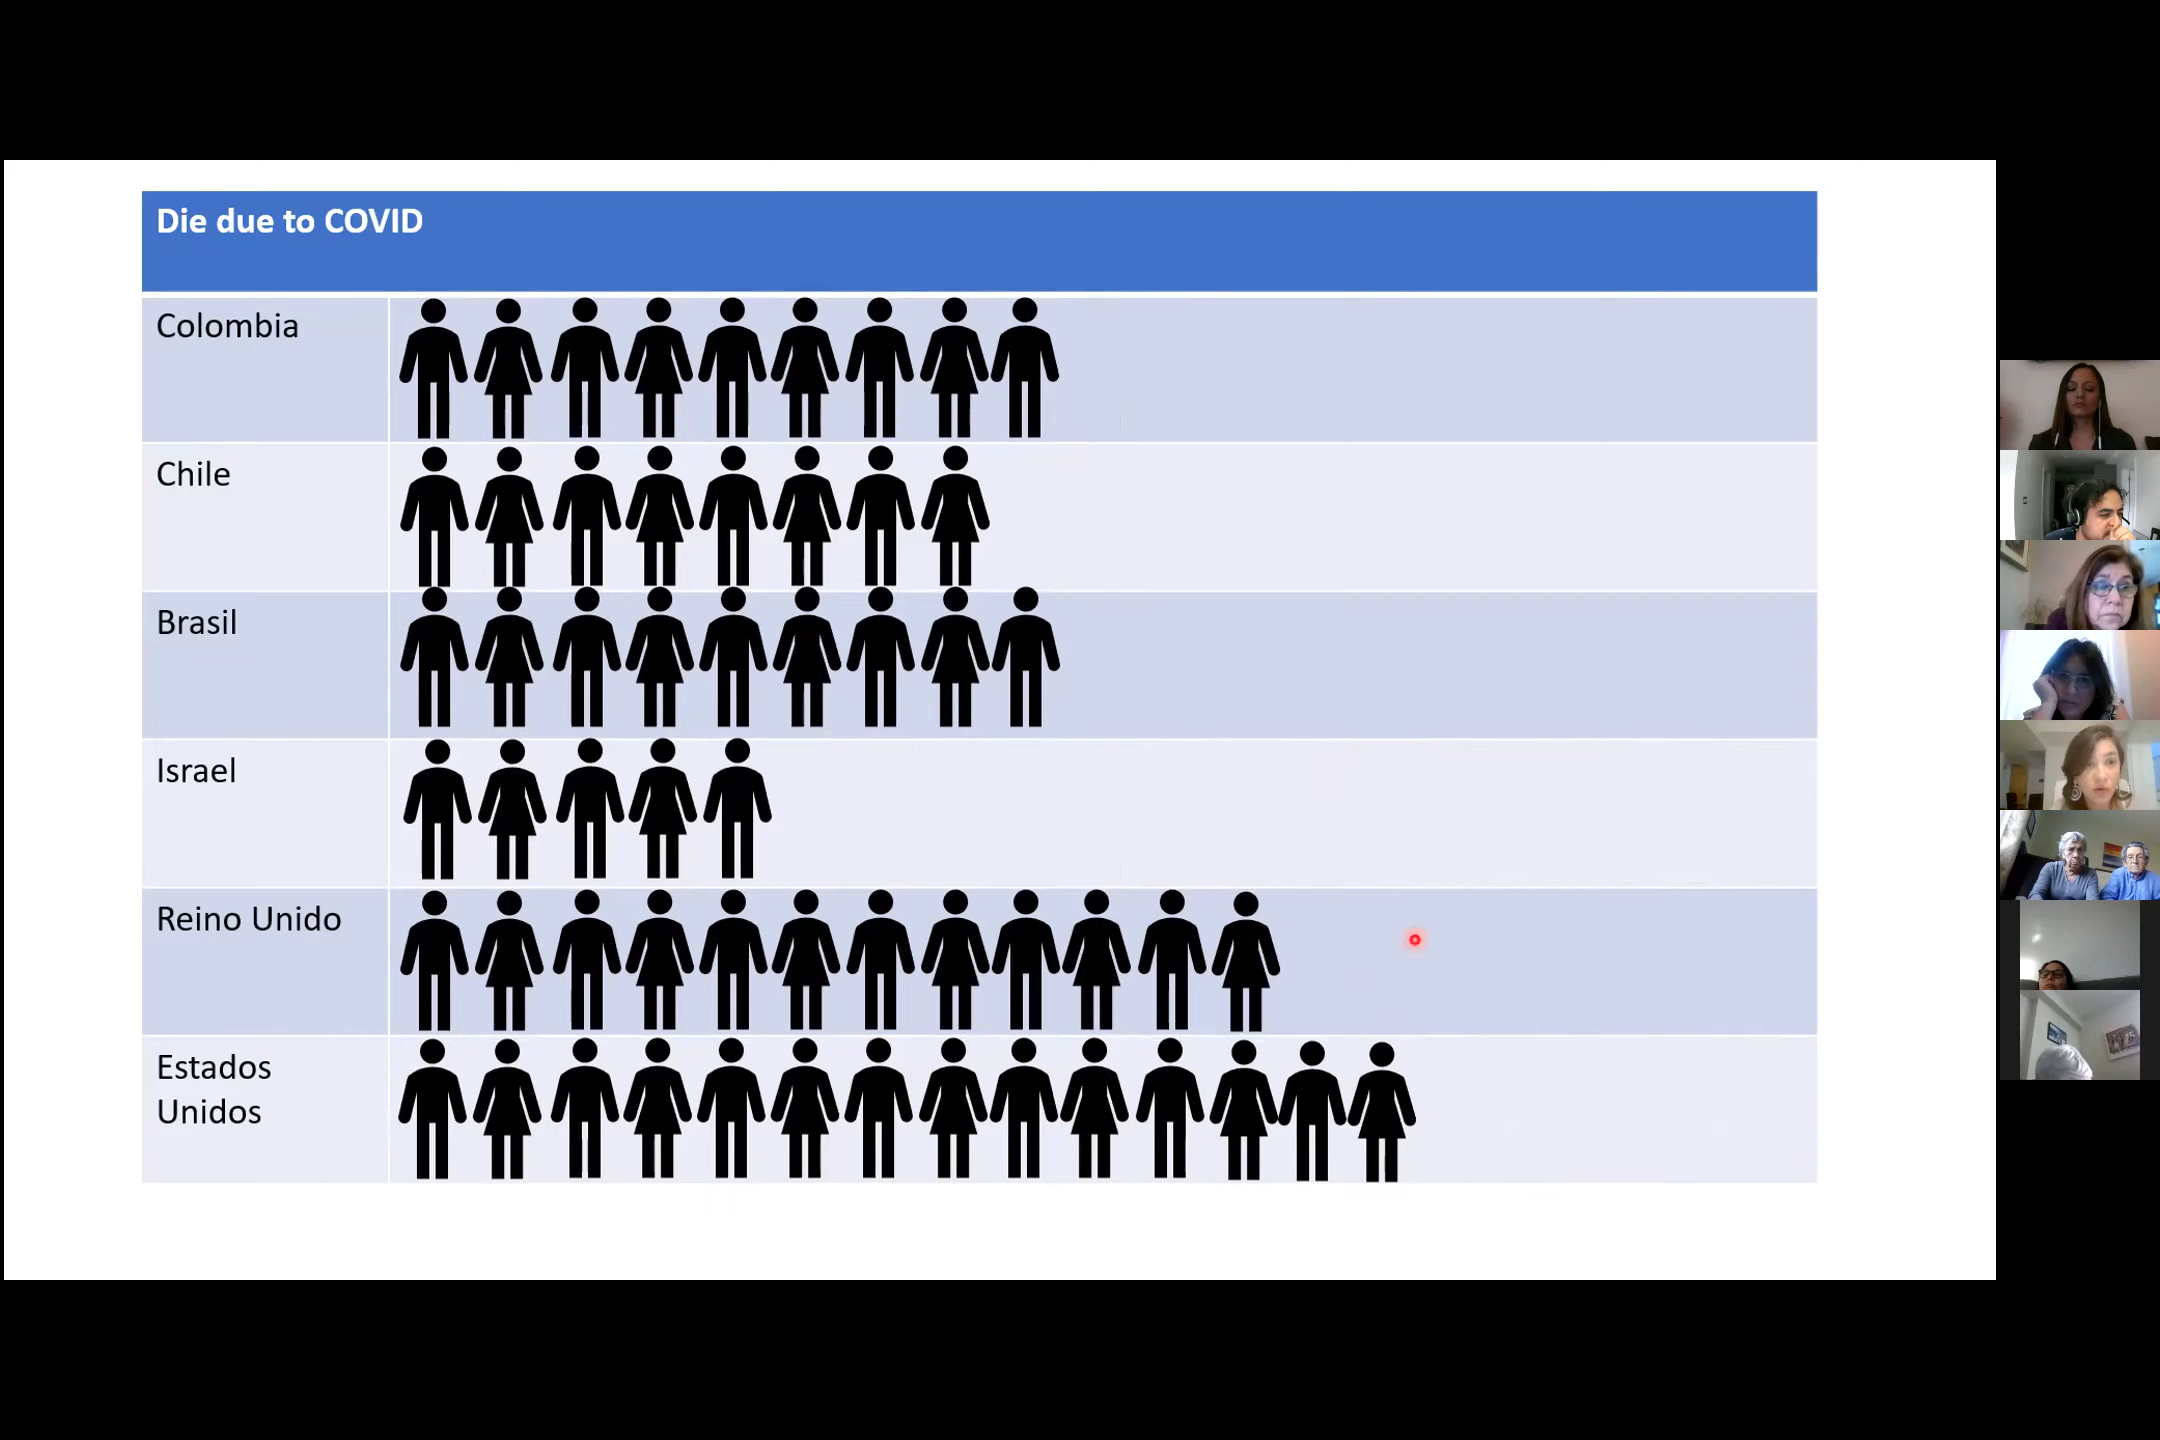 Die due to COVID
Colombia
Chile
Brasil
Israel
Reino Unido
Estados
Unidos